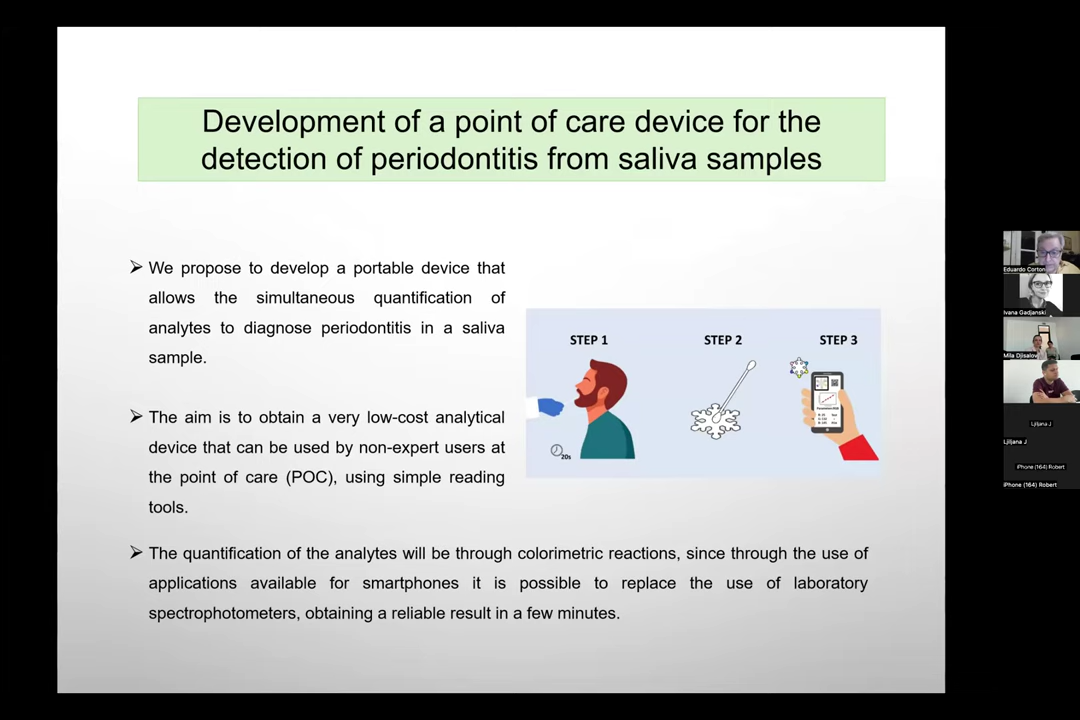 Development of a point of care device for the
detection of periodontitis from saliva samples
➢ We propose to develop a portable device that
allows the simultaneous quantification of
analytes to diagnose periodontitis in a saliva
sample.
➢ The aim is to obtain a very low-cost analytical
device that can be used by non-expert users at
the point of care (POC), using simple reading
tools.
STEP 1
STEP 2
STEP 3
20s
➢ The quantification of the analytes will be through colorimetric reactions, since through the use of
applications available for smartphones it is possible to replace the use of laboratory
spectrophotometers, obtaining a reliable result in a few minutes.
Eduardo Corton
Ivana Gadjanski
Mila Djisalov
Ljiljana J
Ljiljana J
iPhone (164) Robert
iPhone (164) Robert